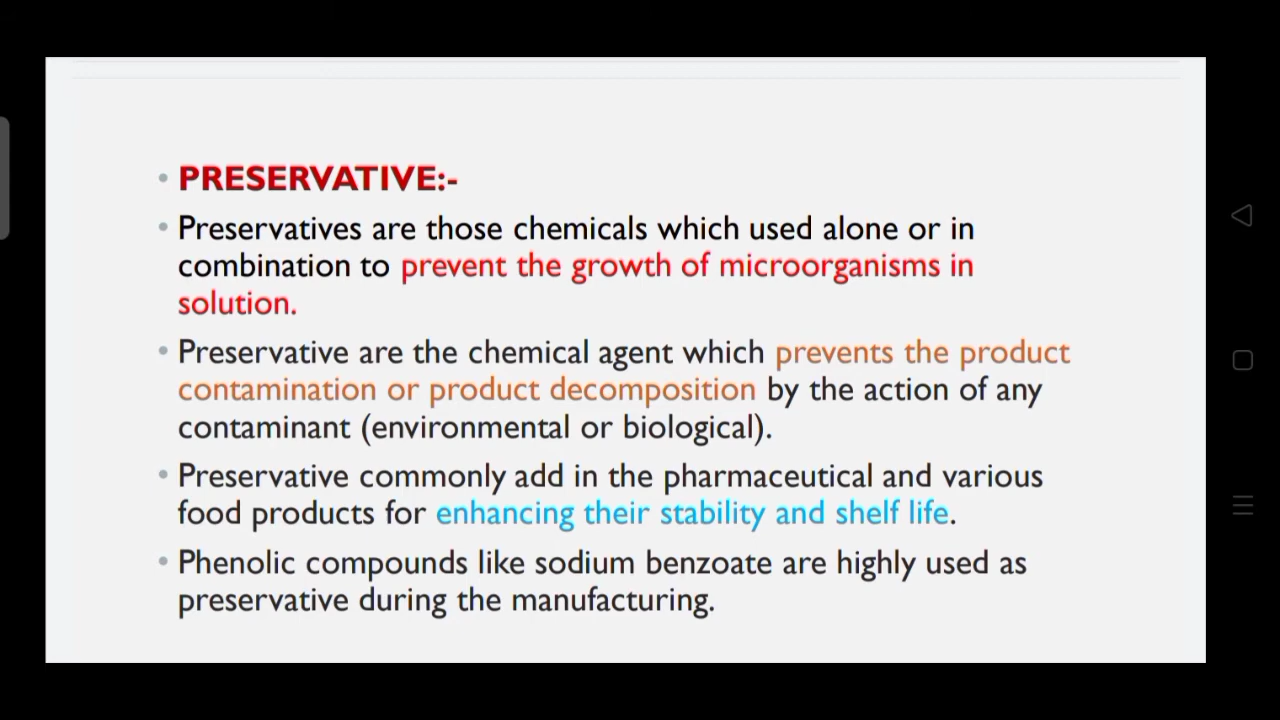 • PRESERVATIVE:-
• Preservatives are those chemicals which used alone or in
combination to prevent the growth of microorganisms in
solution.
• Preservative are the chemical agent which prevents the product
contamination or product decomposition by the action of any
contaminant (environmental or biological).
• Preservative commonly add in the pharmaceutical and various
food products for enhancing their stability and shelf life.
• Phenolic compounds like sodium benzoate are highly used as
preservative during the manufacturing.